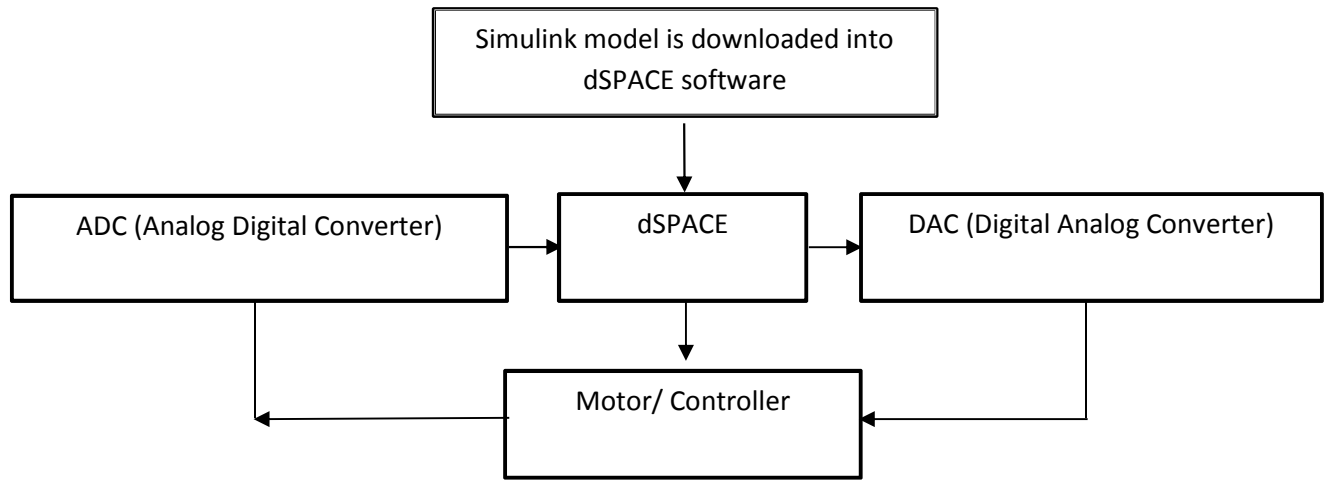 Simulink model is downloaded into
dSPACE software
ADC (Analog Digital Converter)
dSPACE
DAC (Digital Analog Converter)
Motor/ Controller